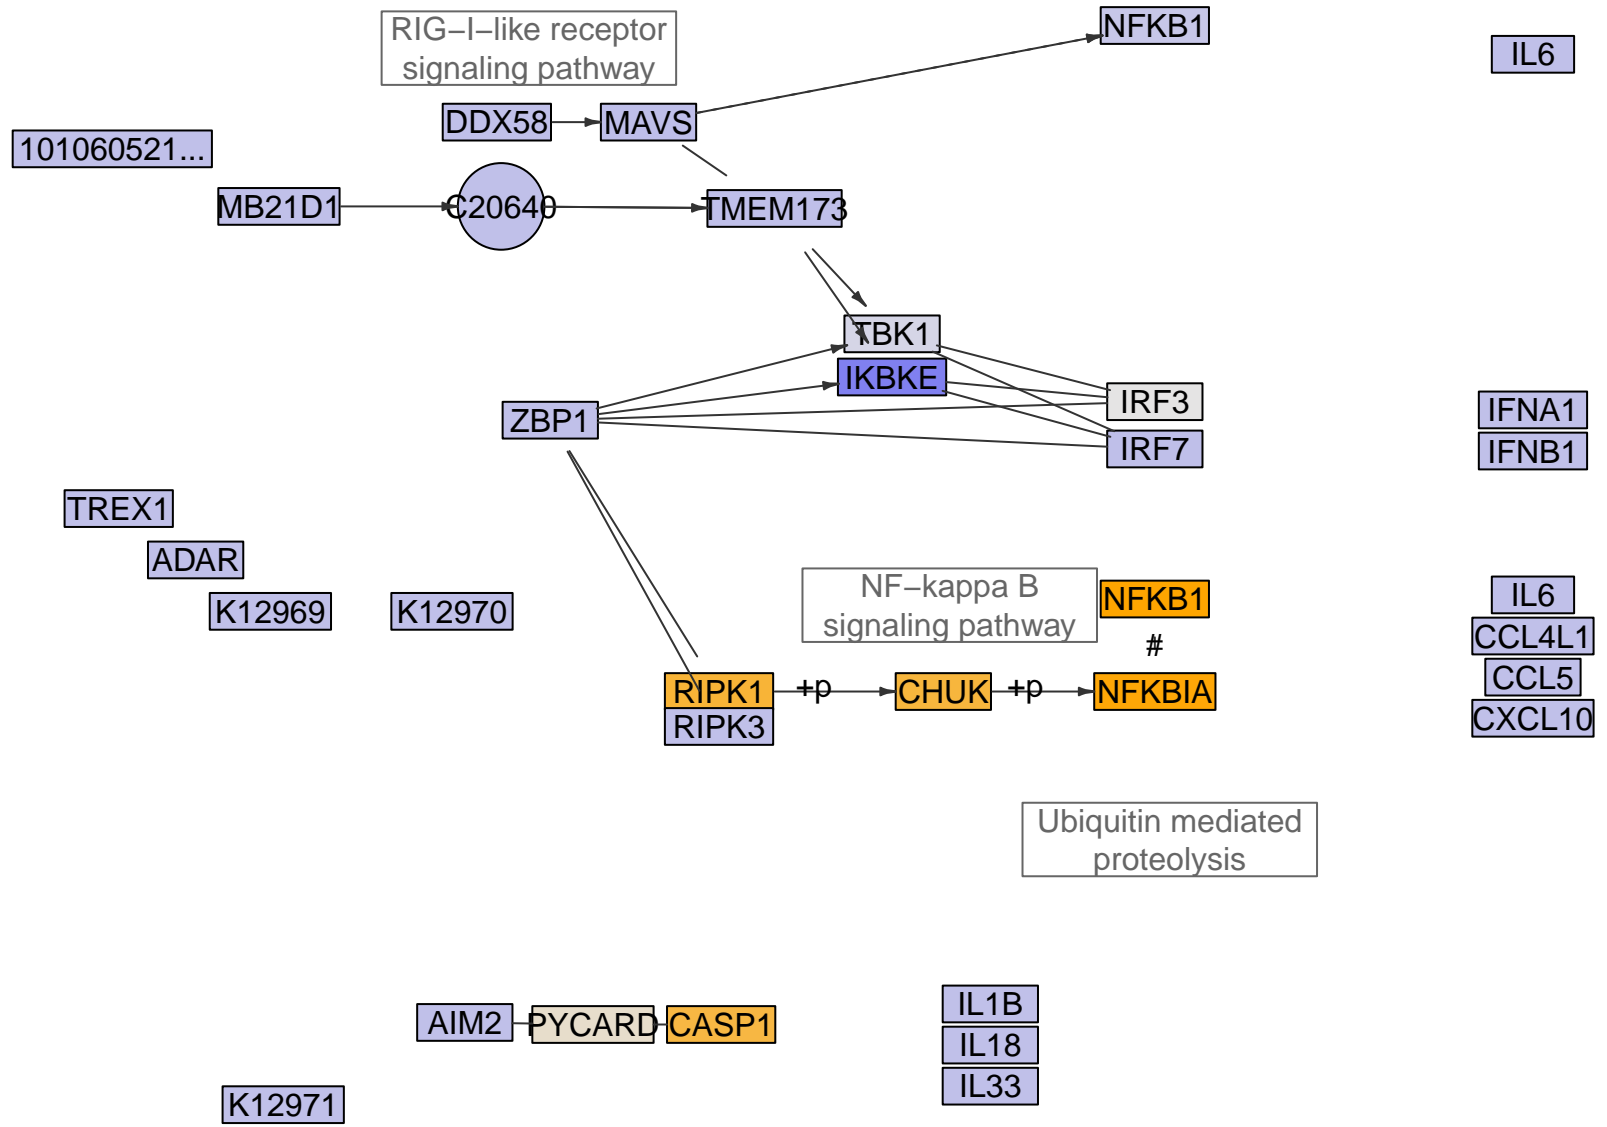 RIG−I−like receptor
signaling pathway
NFKB1
IL6
DDX58
MAVS
101060521...
MB21D1
C20640
TMEM173
TBK1
IKBKE
ZBP1
IRF3
IRF7
IFNA1
IFNB1
TREX1
ADAR
K12969
K12970
NF−kappa B
signaling pathway
NFKB1
#
IL6
CCL4L1
CCL5
CXCL10
RIPK1
+p
CHUK
+p
NFKBIA
RIPK3
Ubiquitin mediated
proteolysis
AIM2
PYCARD
CASP1
IL1B
IL18
IL33
K12971